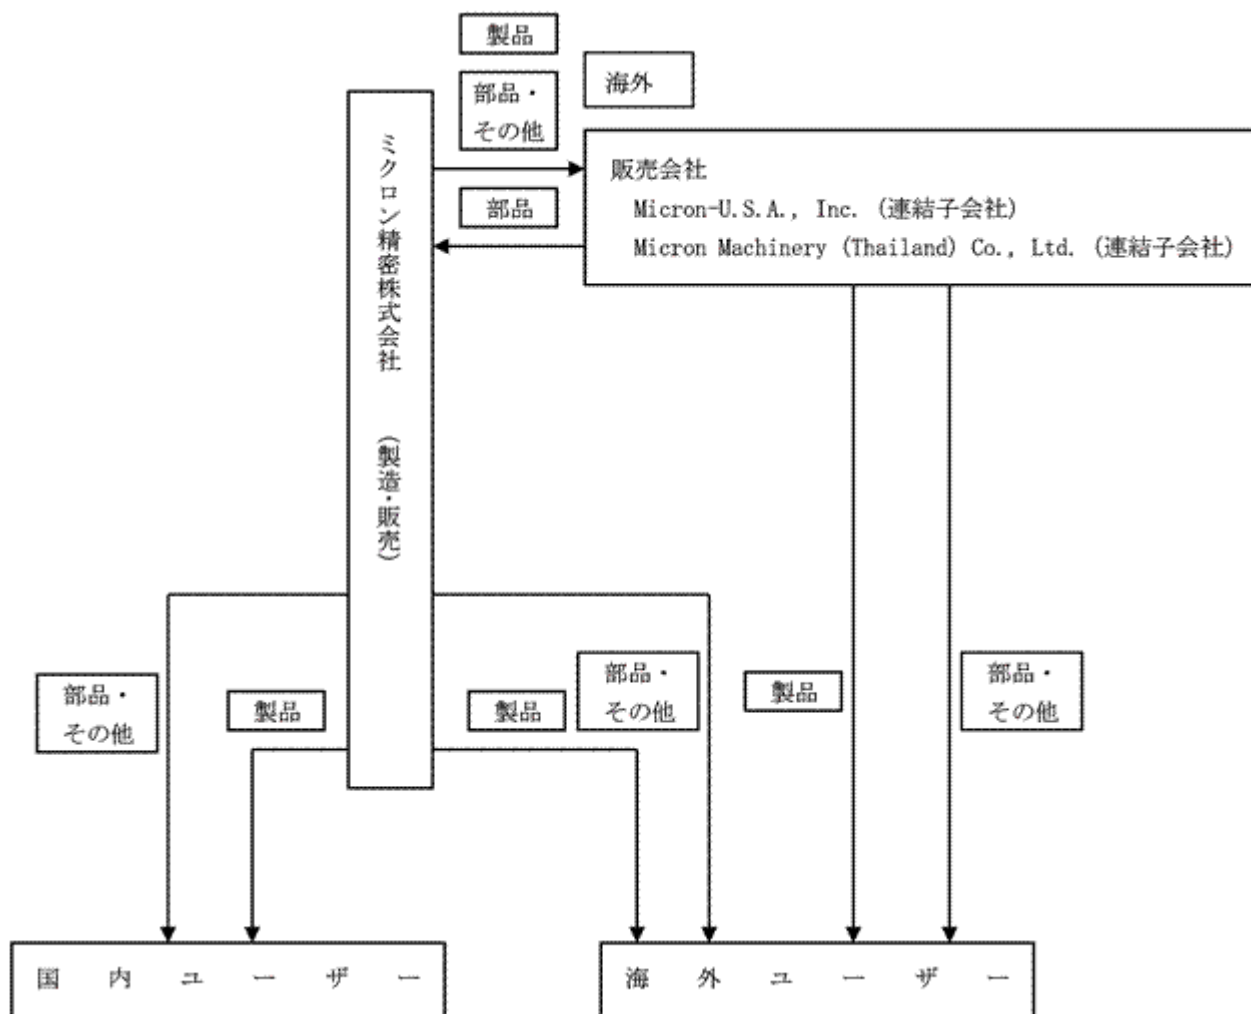 製品
海外
部品・
その他
販売会社
Micron-U.S.A., Inc. (連結子会社)
Micron Machinery (Thailand) Co., Ltd. (連結子会社)
部品
ミクロン精密株式会社 (製造・販売)
部品・
その他
製品
製品
部品・
その他
製品
部品・
その他
国内ユーザー
海外ユーザー